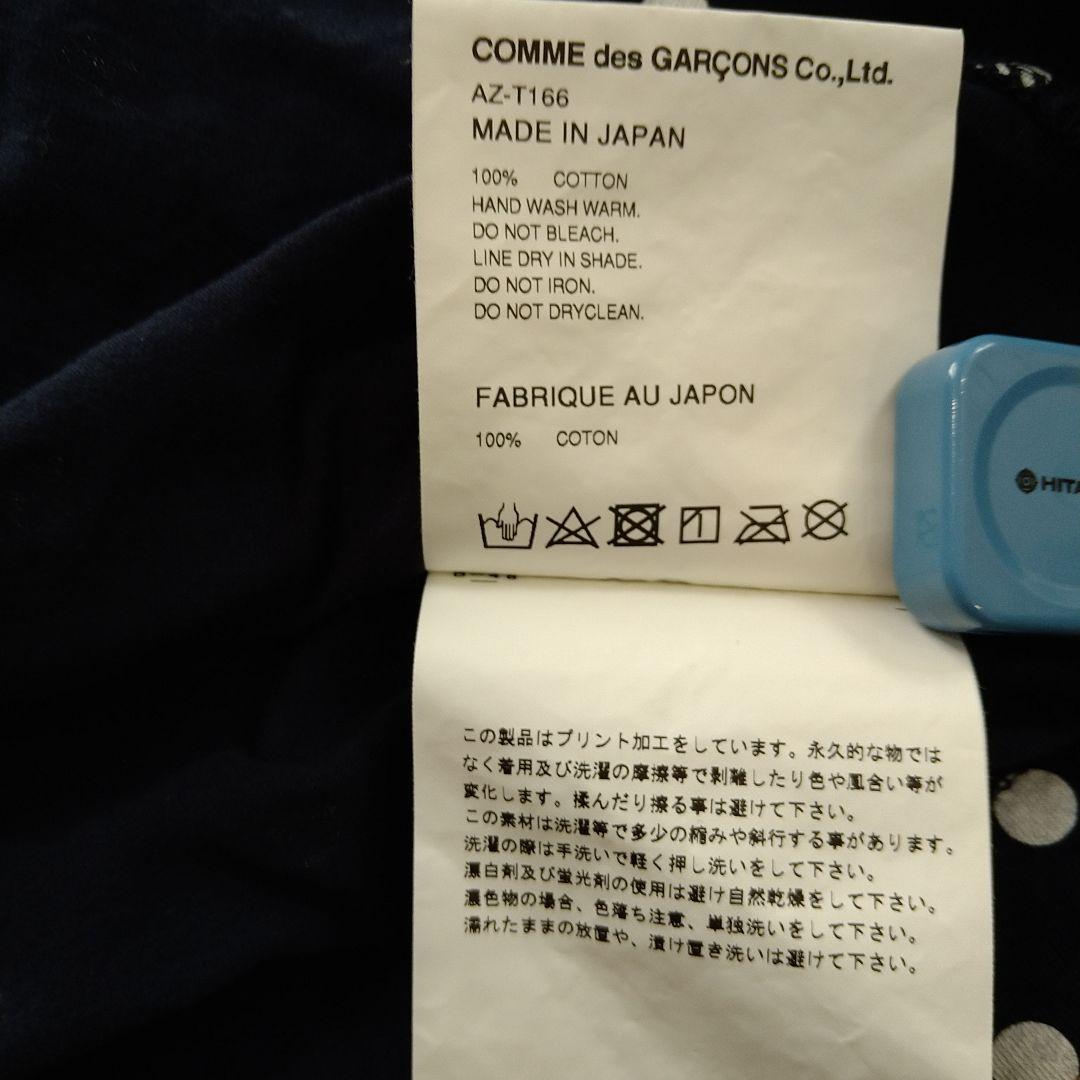 COMME des GARÇONS Co.,Ltd.
AZ-T166
MADE IN JAPAN
100% COTTON
HAND WASH WARM.
DO NOT BLEACH.
LINE DRY IN SHADE.
DO NOT IRON.
DO NOT DRYCLEAN.
FABRIQUE AU JAPON
100% COTON
この製品はプリント加工をしています。永久的な物では
なく着用及び洗濯の摩擦等で剥離したり色や風合い等が
変化します。揉んだり擦る事は避けて下さい。
この素材は洗濯等で多少の縮みや斜行する事があります。
洗濯の際は手洗いで軽く押し洗いをして下さい。
漂白剤及び蛍光剤の使用は避け自然乾燥をして下さい。
濃色物の場合、色落ち注意、単独洗いをして下さい。
濡れたままの放置や、漬け置き洗いは避けて下さい。